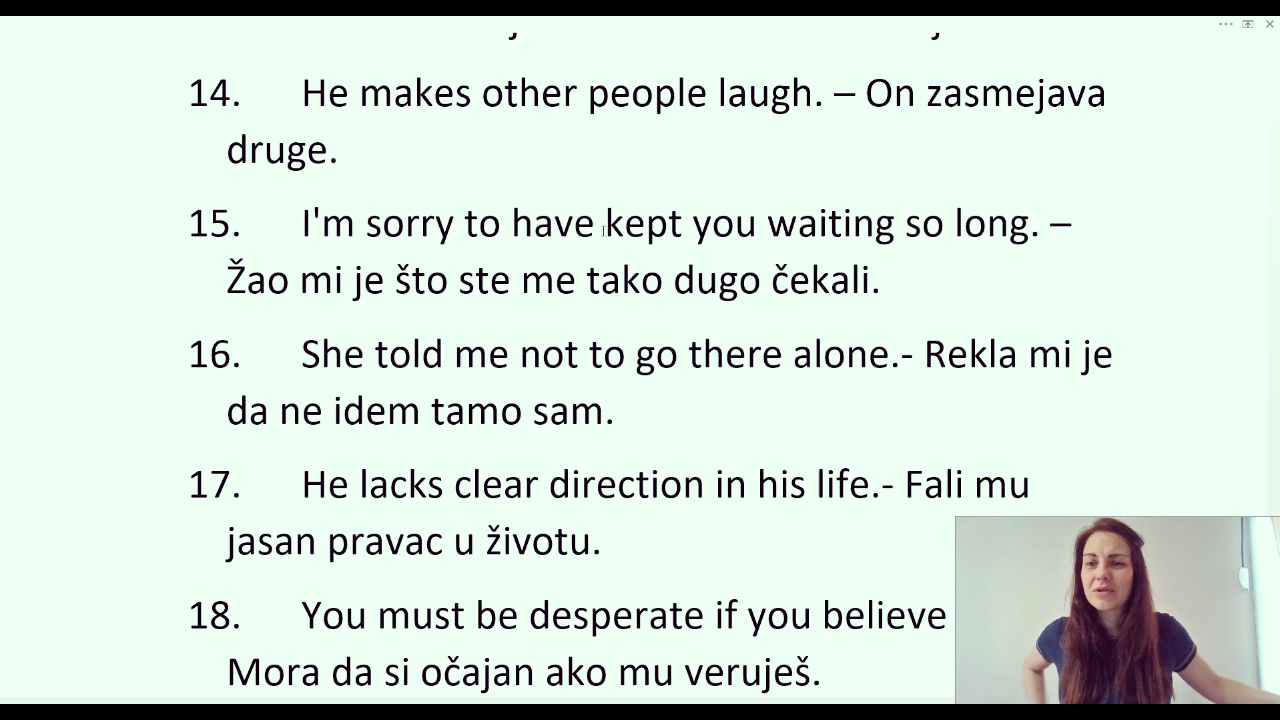 14. He makes other people laugh. – On zasmejava
druge.
15. I'm sorry to have kept you waiting so long. –
Žao mi je što ste me tako dugo čekali.
16. She told me not to go there alone.- Rekla mi je
da ne idem tamo sam.
17. He lacks clear direction in his life.- Fali mu
jasan pravac u životu.
18. You must be desperate if you believe
Mora da si očajan ako mu veruješ.